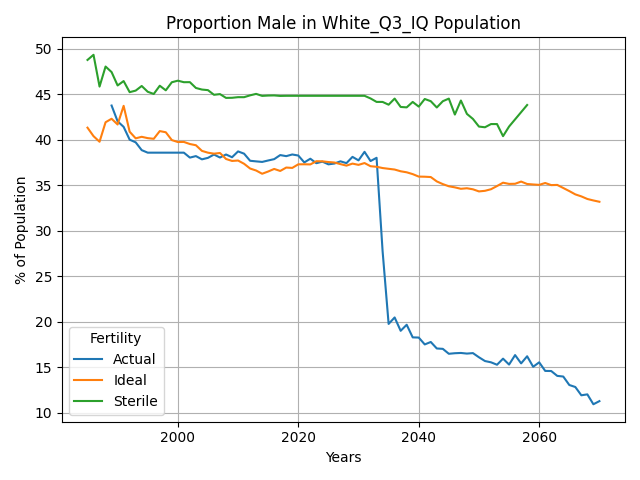 Proportion Male in White_Q3_IQ Population
% of Population
50
45
40
35
30
25
20
15
10
Fertility
Actual
Ideal
Sterile
2000
2020
2040
2060
Years